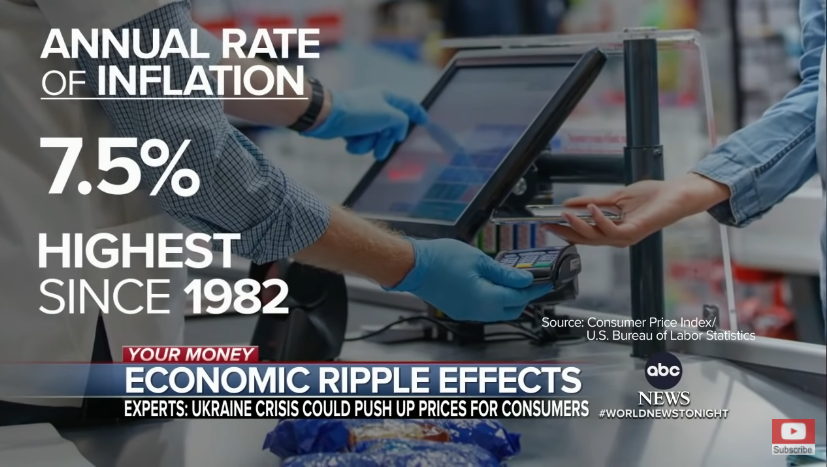 ANNUAL RATE
OF INFLATION
7.5%
HIGHEST
SINCE 1982
Source: Consumer Price Index/
U.S. Bureau of Labor Statistics
YOUR MONEY
ECONOMIC RIPPLE EFFECTS
EXPERTS: UKRAINE CRISIS COULD PUSH UP PRICES FOR CONSUMERS
abc
NEWS
#WORLDNEWSTONIGHT
Subscribe